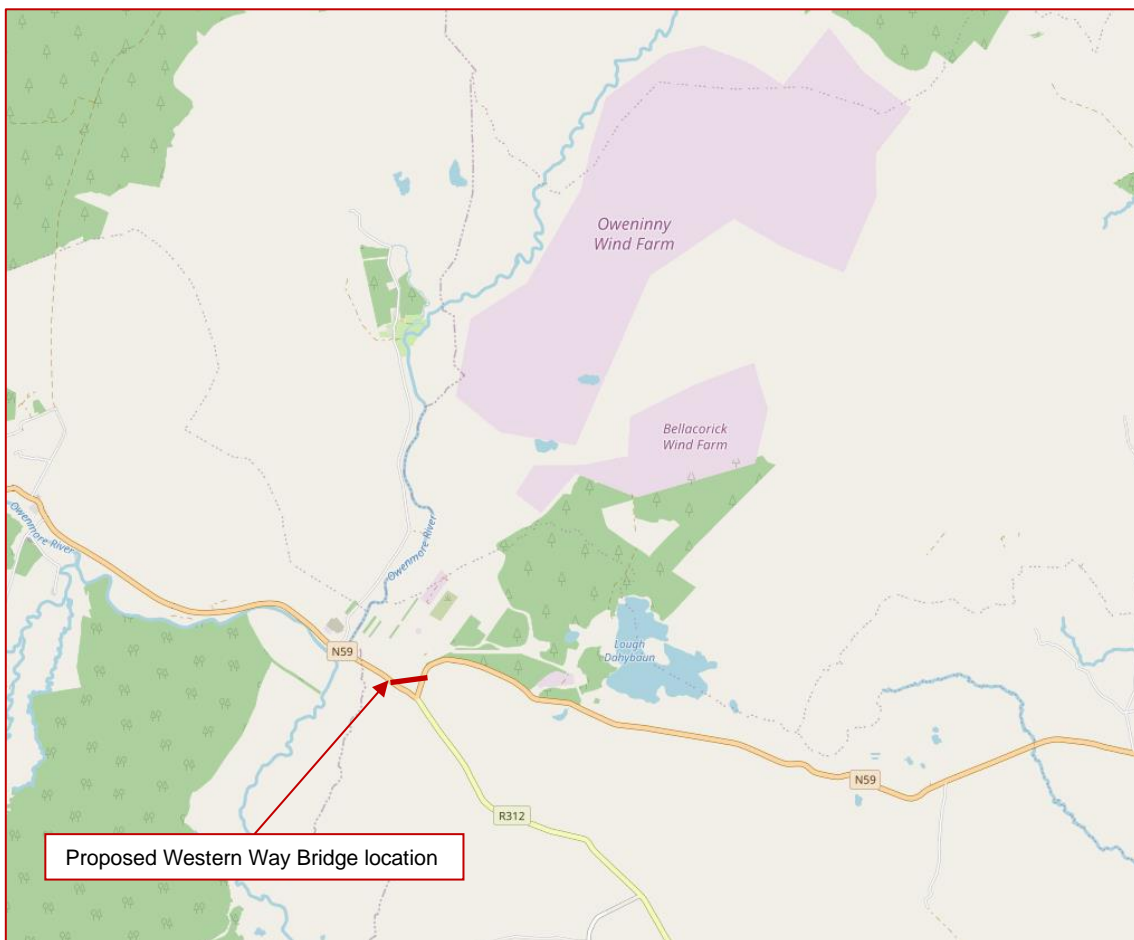 Oweninny
Wind Farm
Bellacorick
Wind Farm
Owenmore River
Owenmore River
Lough
Dahybaun
N59
N59
R312
Proposed Western Way Bridge location